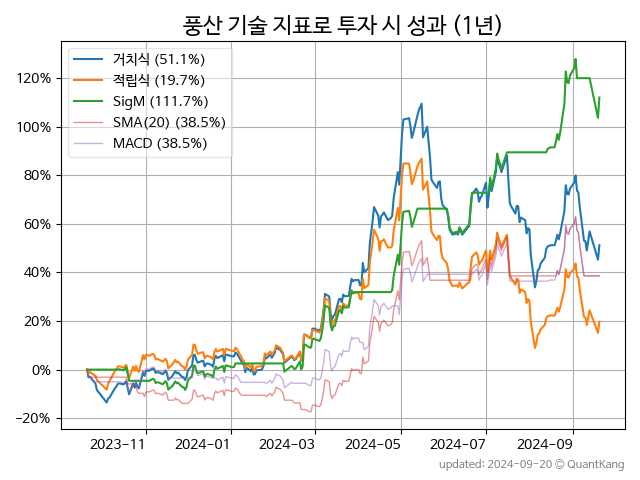 풍산 기술 지표로 투자 시 성과 (1년)
거치식 (51.1%)
적립식 (19.7%)
SigM (111.7%)
SMA(20) (38.5%)
MACD (38.5%)
120%
100%
80%
60%
40%
20%
0%
−20%
2023-11 2024-01 2024-03 2024-05 2024-07 2024-09
updated: 2024-09-20 © QuantKang